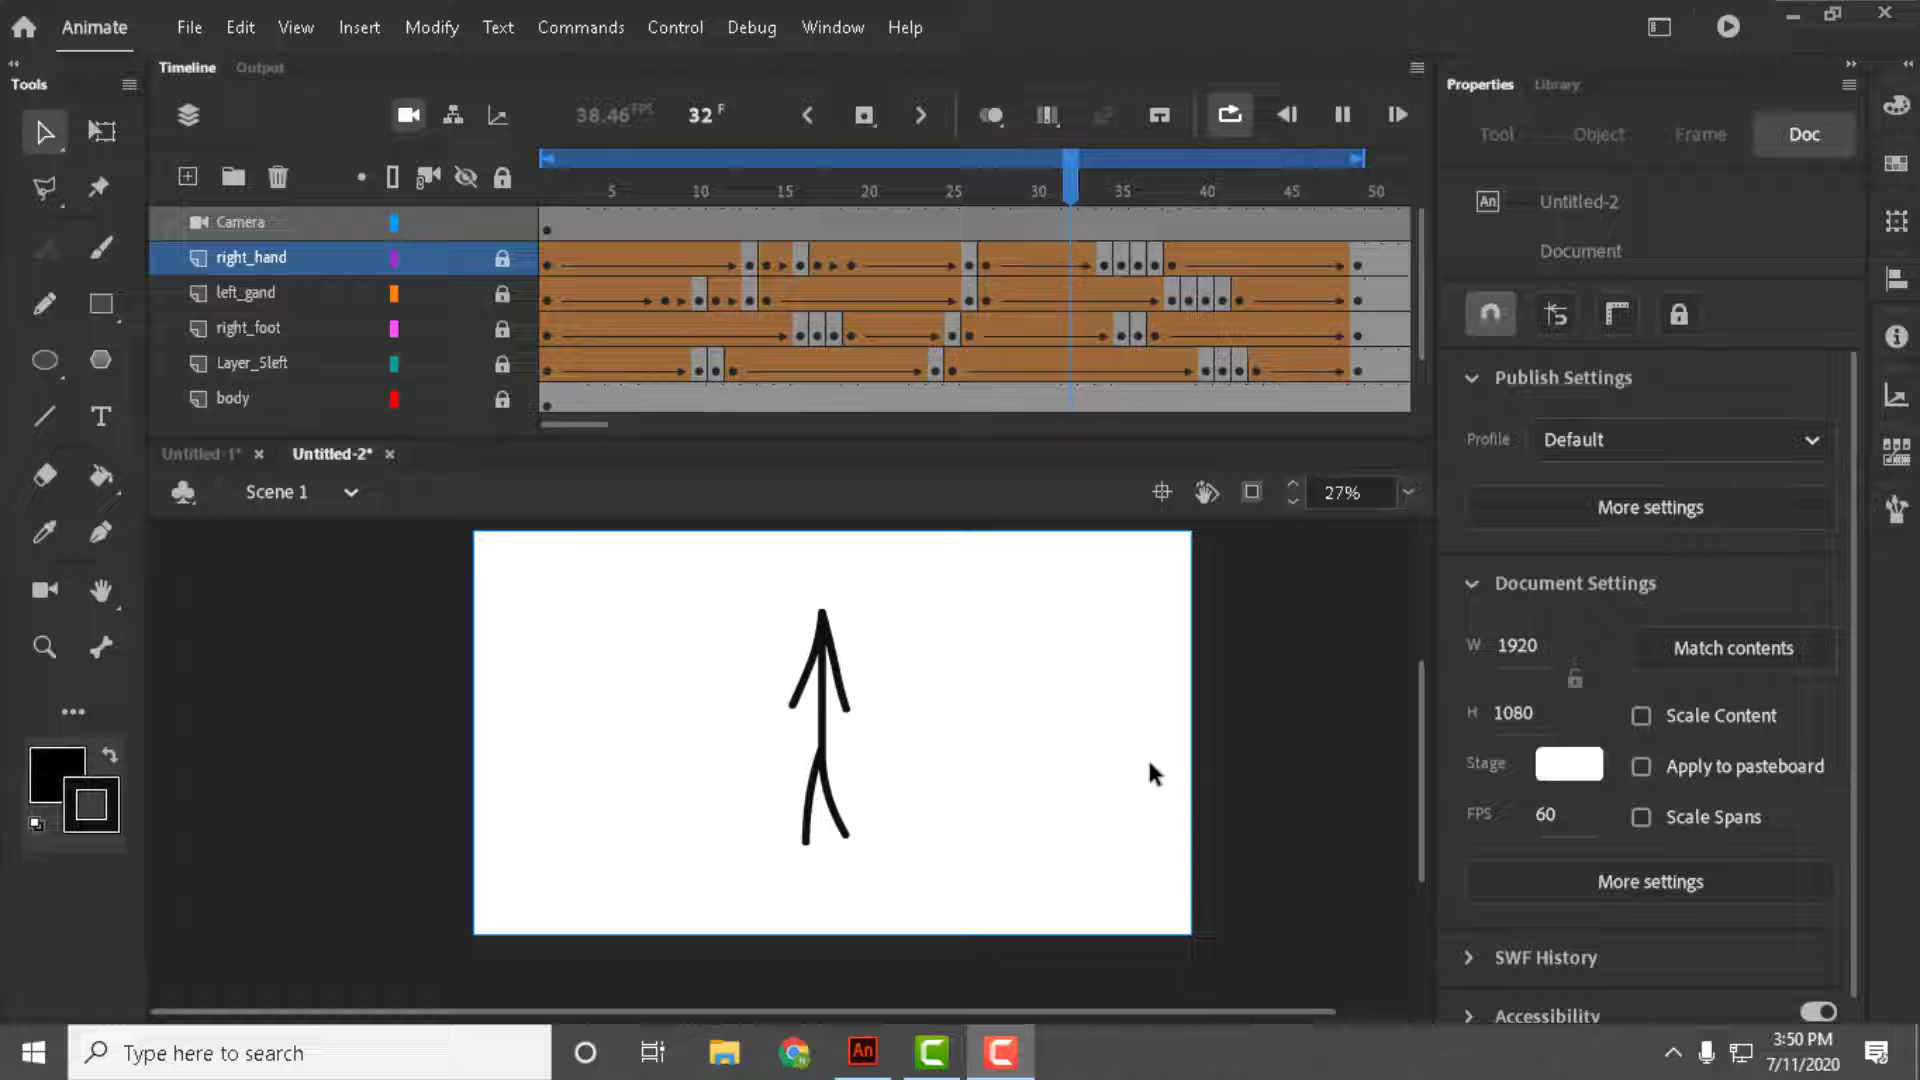 Animate File Edit View Insert Modify Text Commands Control Debug Window Help
Tools
Timeline Output
38.46 FPS 32 F
5 10 15 20 25 30 35 40 45 50
Camera
right_hand
left_gand
right_foot
Layer_5left
body
Untitled-1* × Untitled-2* ×
Scene 1
27%
Properties Library
Tool Object Frame Doc
An Untitled-2
Document
Publish Settings
Profile Default
More settings
Document Settings
W 1920 Match contents
H 1080 Scale Content
Stage Apply to pasteboard
FPS 60 Scale Spans
More settings
SWF History
Accessibility
Type here to search
An
3:50 PM
7/11/2020